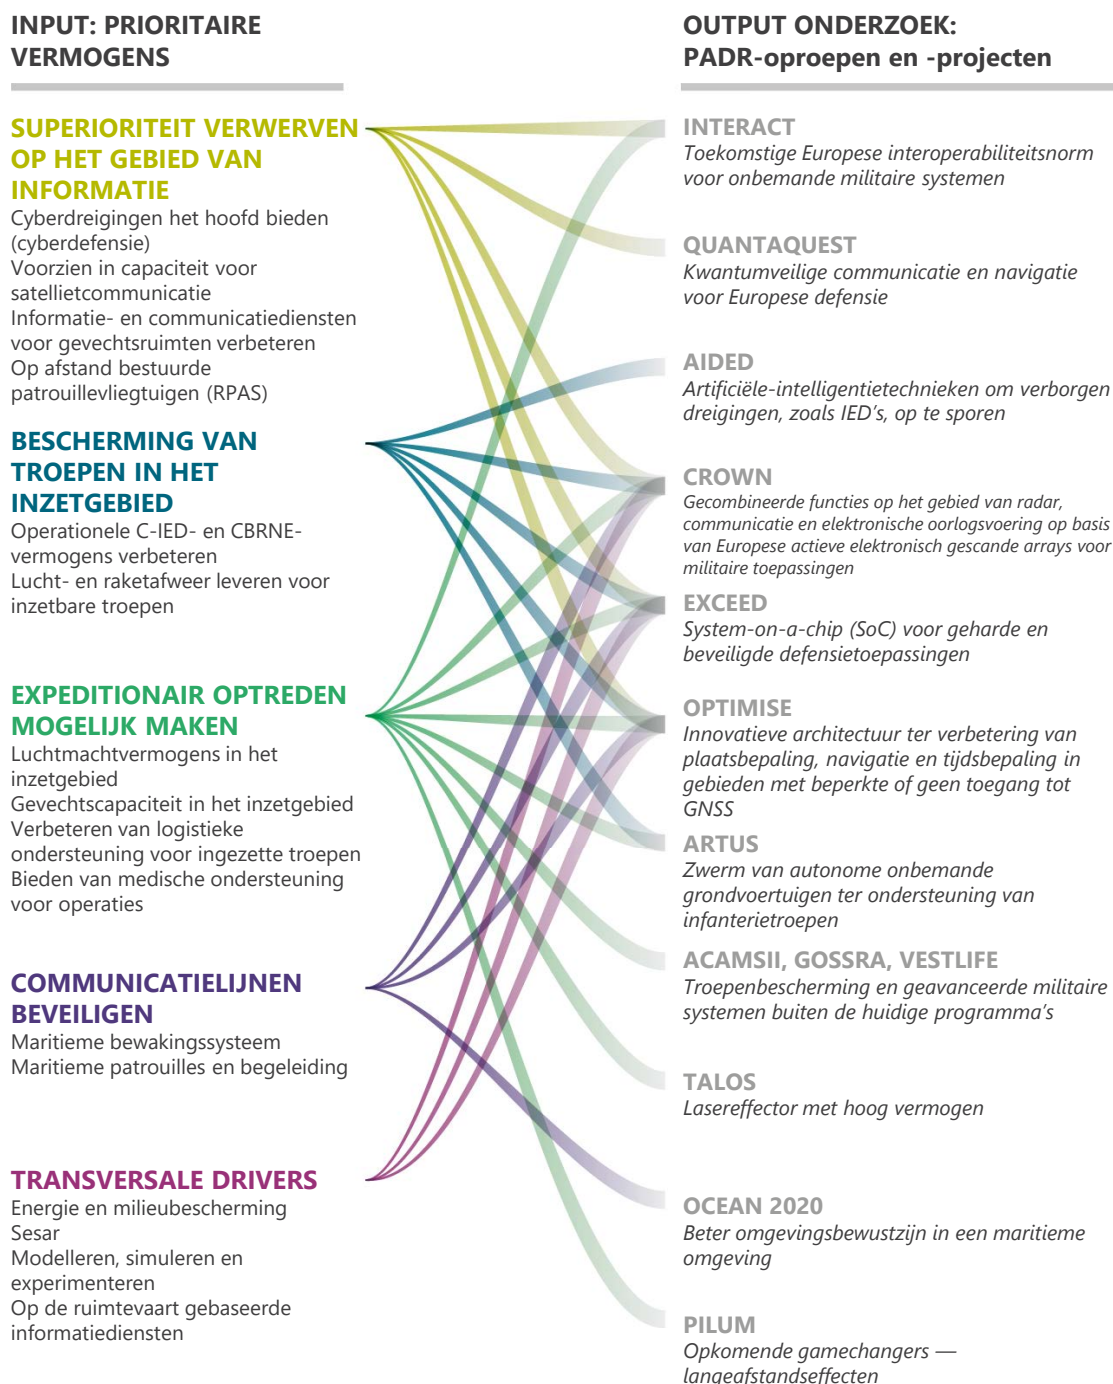 INPUT: PRIORITAIRE
VERMOGENS
SUPERIORITEIT VERWERVEN
OP HET GEBIED VAN
INFORMATIE
Cyberdreigingen het hoofd bieden
(cyberdefensie)
Voorzien in capaciteit voor
satellietcommunicatie
Informatie- en communicatiediensten
voor gevechtsruimten verbeteren
Op afstand bestuurde
patrouillevliegtuigen (RPAS)
BESCHERMING VAN
TROEPEN IN HET
INZETGEBIED
Operationele C-IED- en CBRNE-
vermogens verbeteren
Lucht- en raketafweer leveren voor
inzetbare troepen
EXPEDITIONAIR OPTREDEN
MOGELIJK MAKEN
Luchtmachtvermogens in het
inzetgebied
Gevechtscapaciteit in het inzetgebied
Verbeteren van logistieke
ondersteuning voor ingezette troepen
Bieden van medische ondersteuning
voor operaties
COMMUNICATIELIJNEN
BEVEILIGEN
Maritieme bewakingssysteem
Maritieme patrouilles en begeleiding
TRANSVERSALE DRIVERS
Energie en milieubescherming
Sesar
Modelleren, simuleren en
experimenteren
Op de ruimtevaart gebaseerde
informatiediensten
OUTPUT ONDERZOEK:
PADR-oproepen en -projecten
INTERACT
Toekomstige Europese interoperabiliteitsnorm
voor onbemande militaire systemen
QUANTAQUEST
Kwantumveilige communicatie en navigatie
voor Europese defensie
AIDED
Artificiële-intelligentietechnieken om verborgen
dreigingen, zoals IED’s, op te sporen
CROWN
Gecombineerde functies op het gebied van radar,
communicatie en elektronische oorlogsvoering op basis
van Europese actieve elektronisch gescande arrays voor
militaire toepassingen
EXCEED
System-on-a-chip (SoC) voor geharde en
beveiligde defensietoepassingen
OPTIMISE
Innovatieve architectuur ter verbetering van
plaatsbepaling, navigatie en tijdsbepaling in
gebieden met beperkte of geen toegang tot
GNSS
ARTUS
Zwerm van autonome onbemande
grondvoertuigen ter ondersteuning van
infanterietroepen
ACAMSII, GOSSRA, VESTLIFE
Troepenbescherming en geavanceerde militaire
systemen buiten de huidige programma’s
TALOS
Lasereffector met hoog vermogen
OCEAN 2020
Beter omgevingsbewustzijn in een maritieme
omgeving
PILUM
Opkomende gamechangers —
langeafstandseffecten